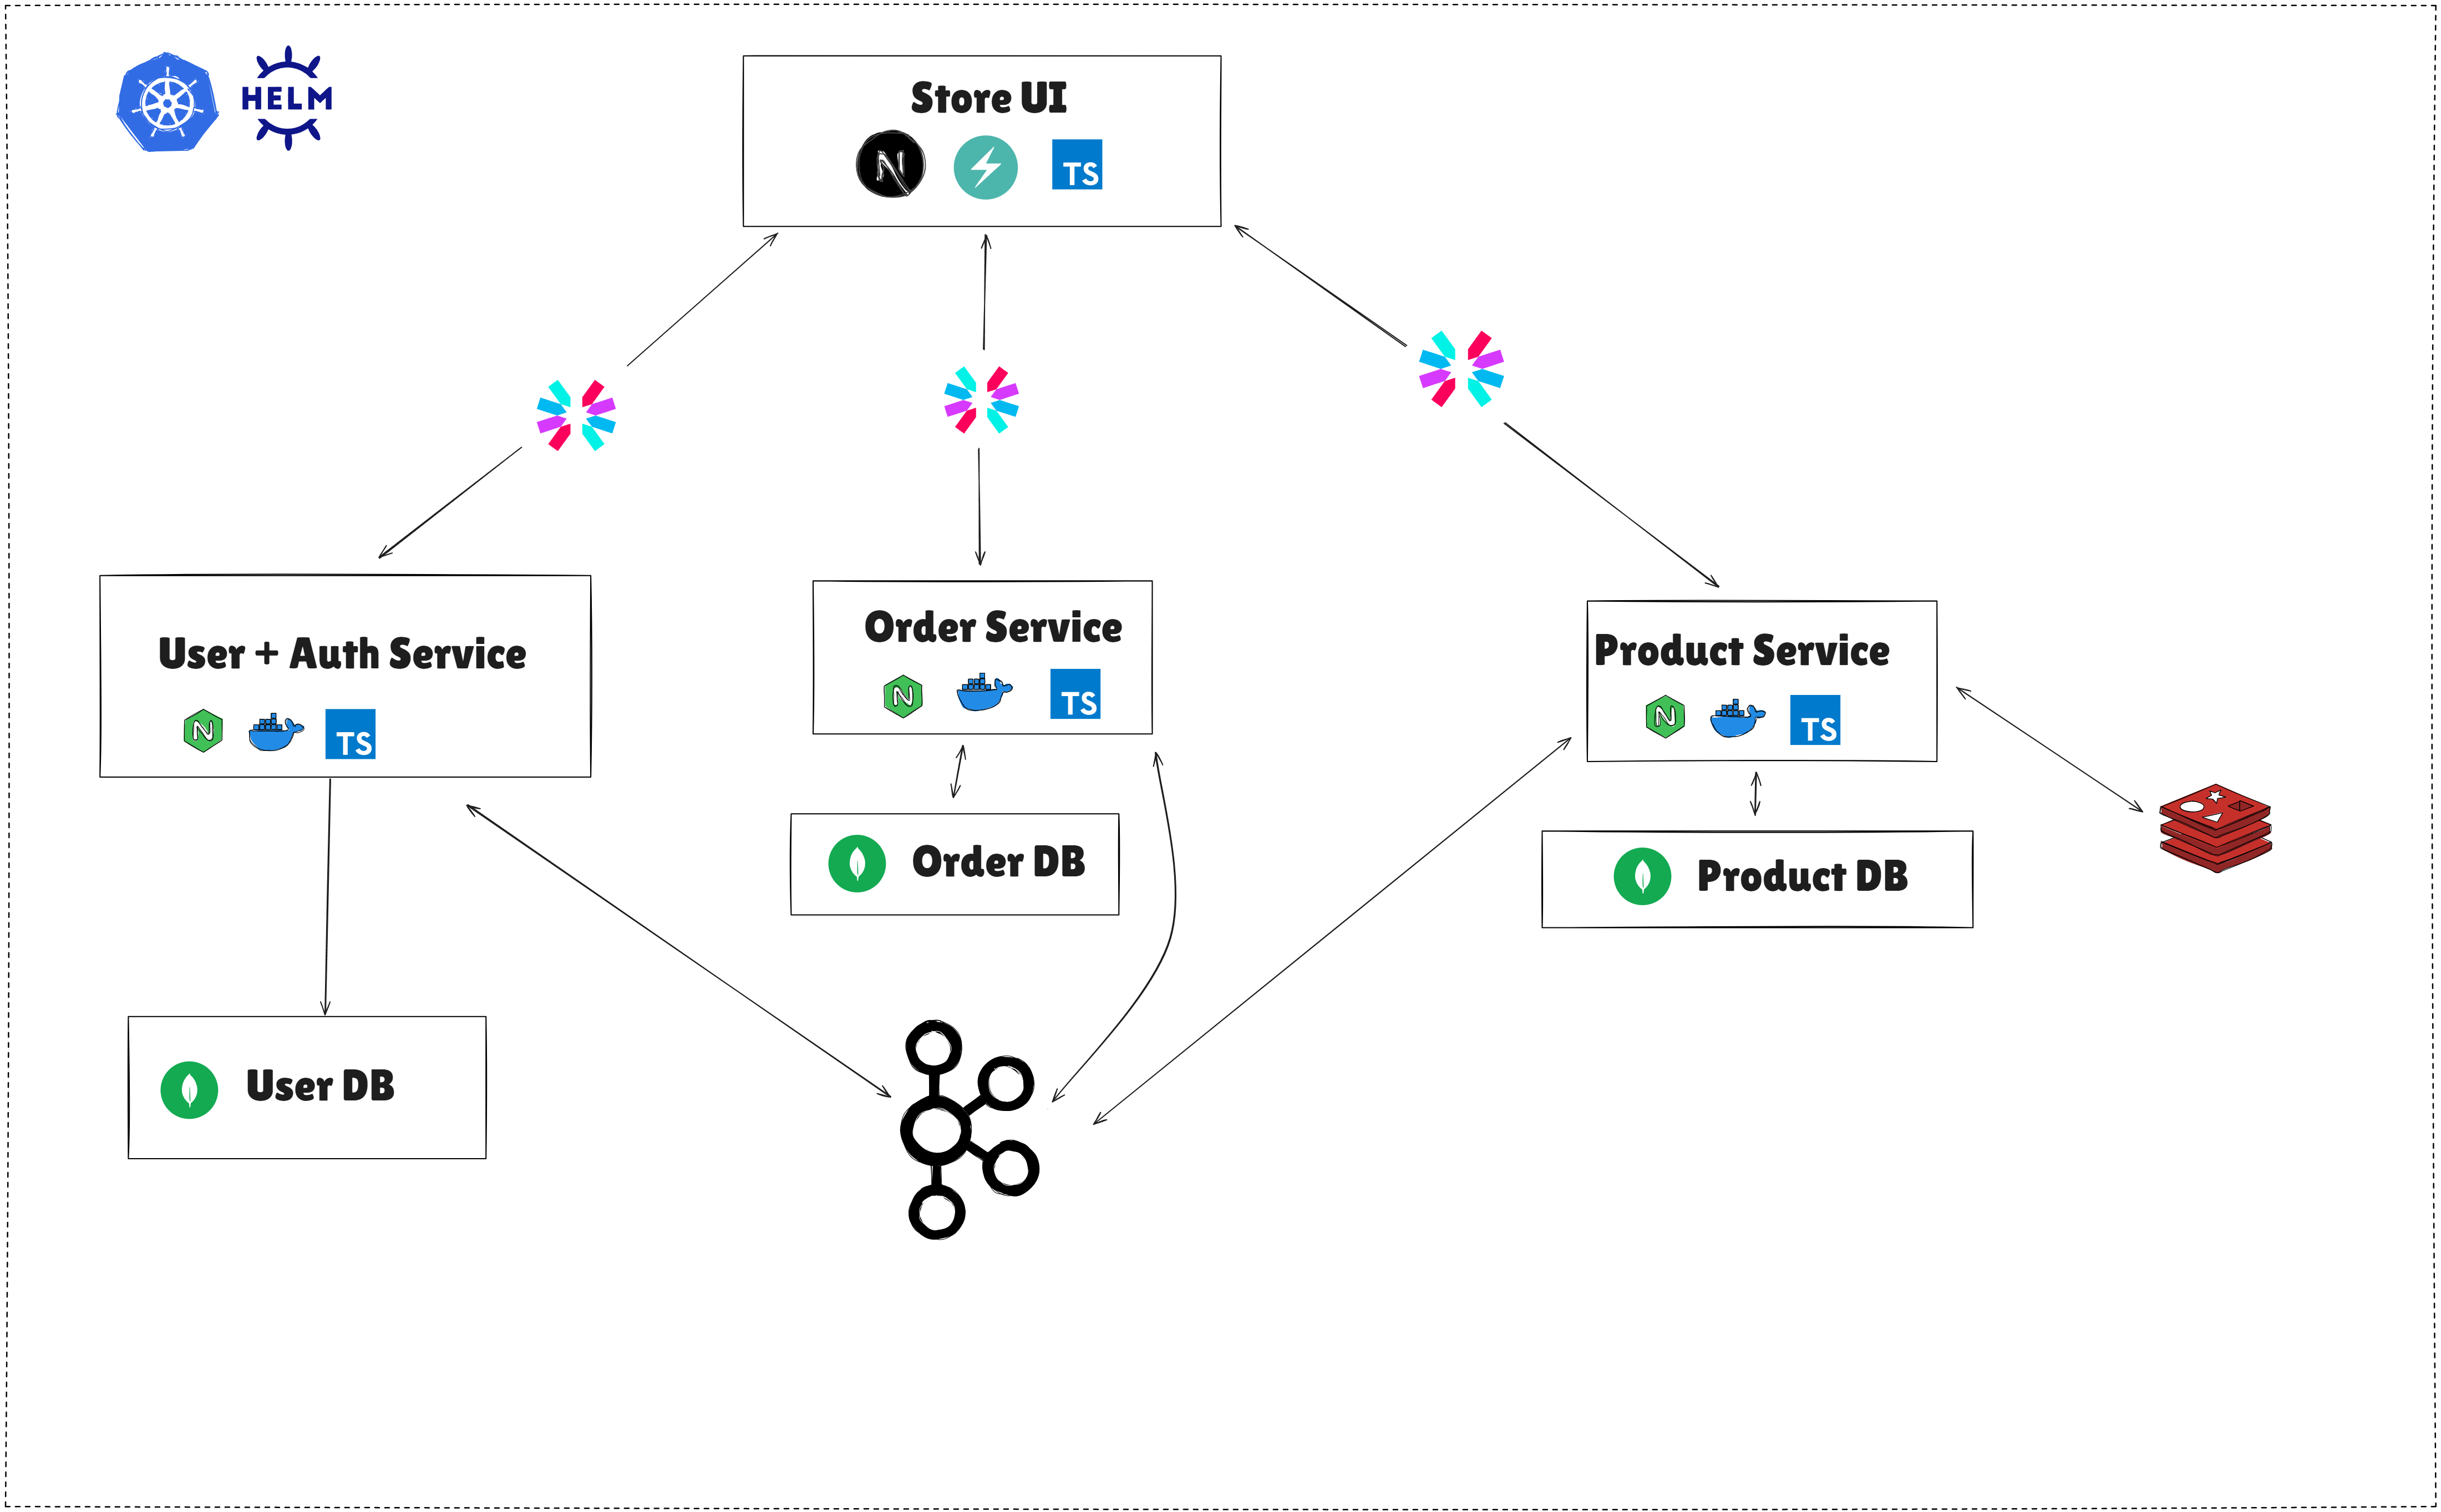 HELM
Store UI
N
TS
User + Auth Service
N
TS
Order Service
N
TS
Product Service
N
TS
Order DB
Product DB
User DB